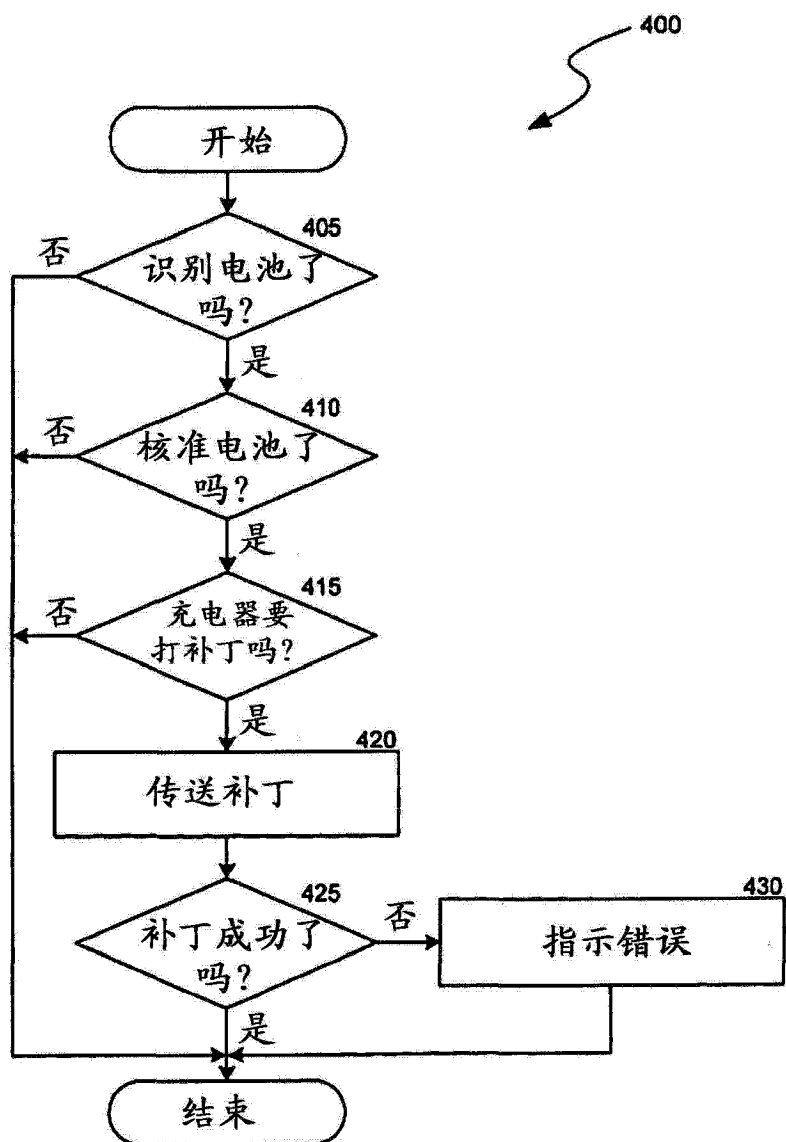 400
开始
405
否
识别电池了
吗?
是
410
否
核准电池了
吗?
是
415
否
充电器要
打补丁吗?
是
420
传送补丁
425
补丁成功了
吗?
否
430
指示错误
是
结束